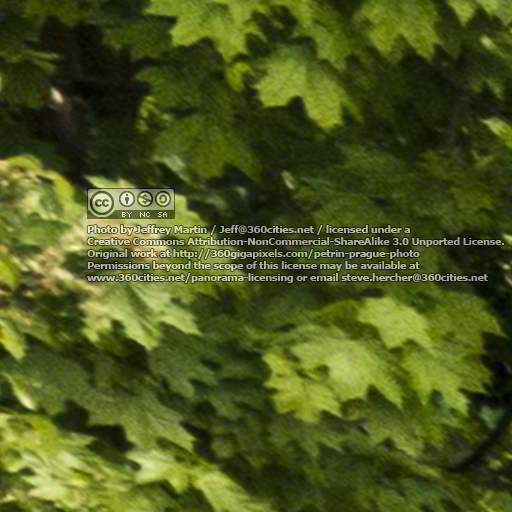 cc
BY NC SA
Photo by Jeffrey Martin / Jeff@360cities.net / licensed under a
Creative Commons Attribution-NonCommercial-ShareAlike 3.0 Unported License.
Original work at http://360gigapixels.com/petrin-prague-photo
Permissions beyond the scope of this license may be available at
www.360cities.net/panorama-licensing or email steve.hercher@360cities.net